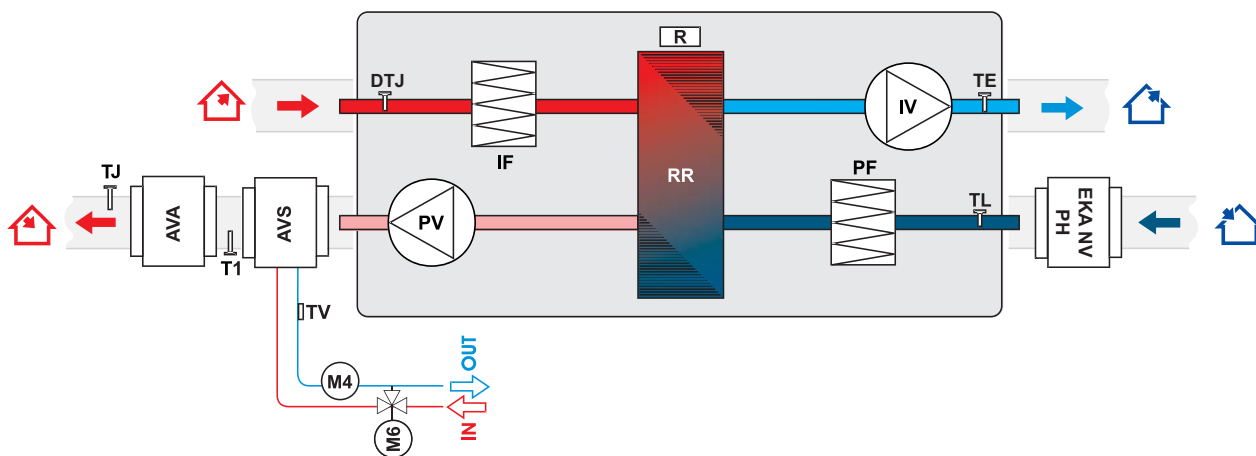 R
DTJ
TE
IV
IF
RR
PF
TJ
AVA
AVS
PV
TL
EKA NV
PH
T1
TV
OUT
M4
IN
M6